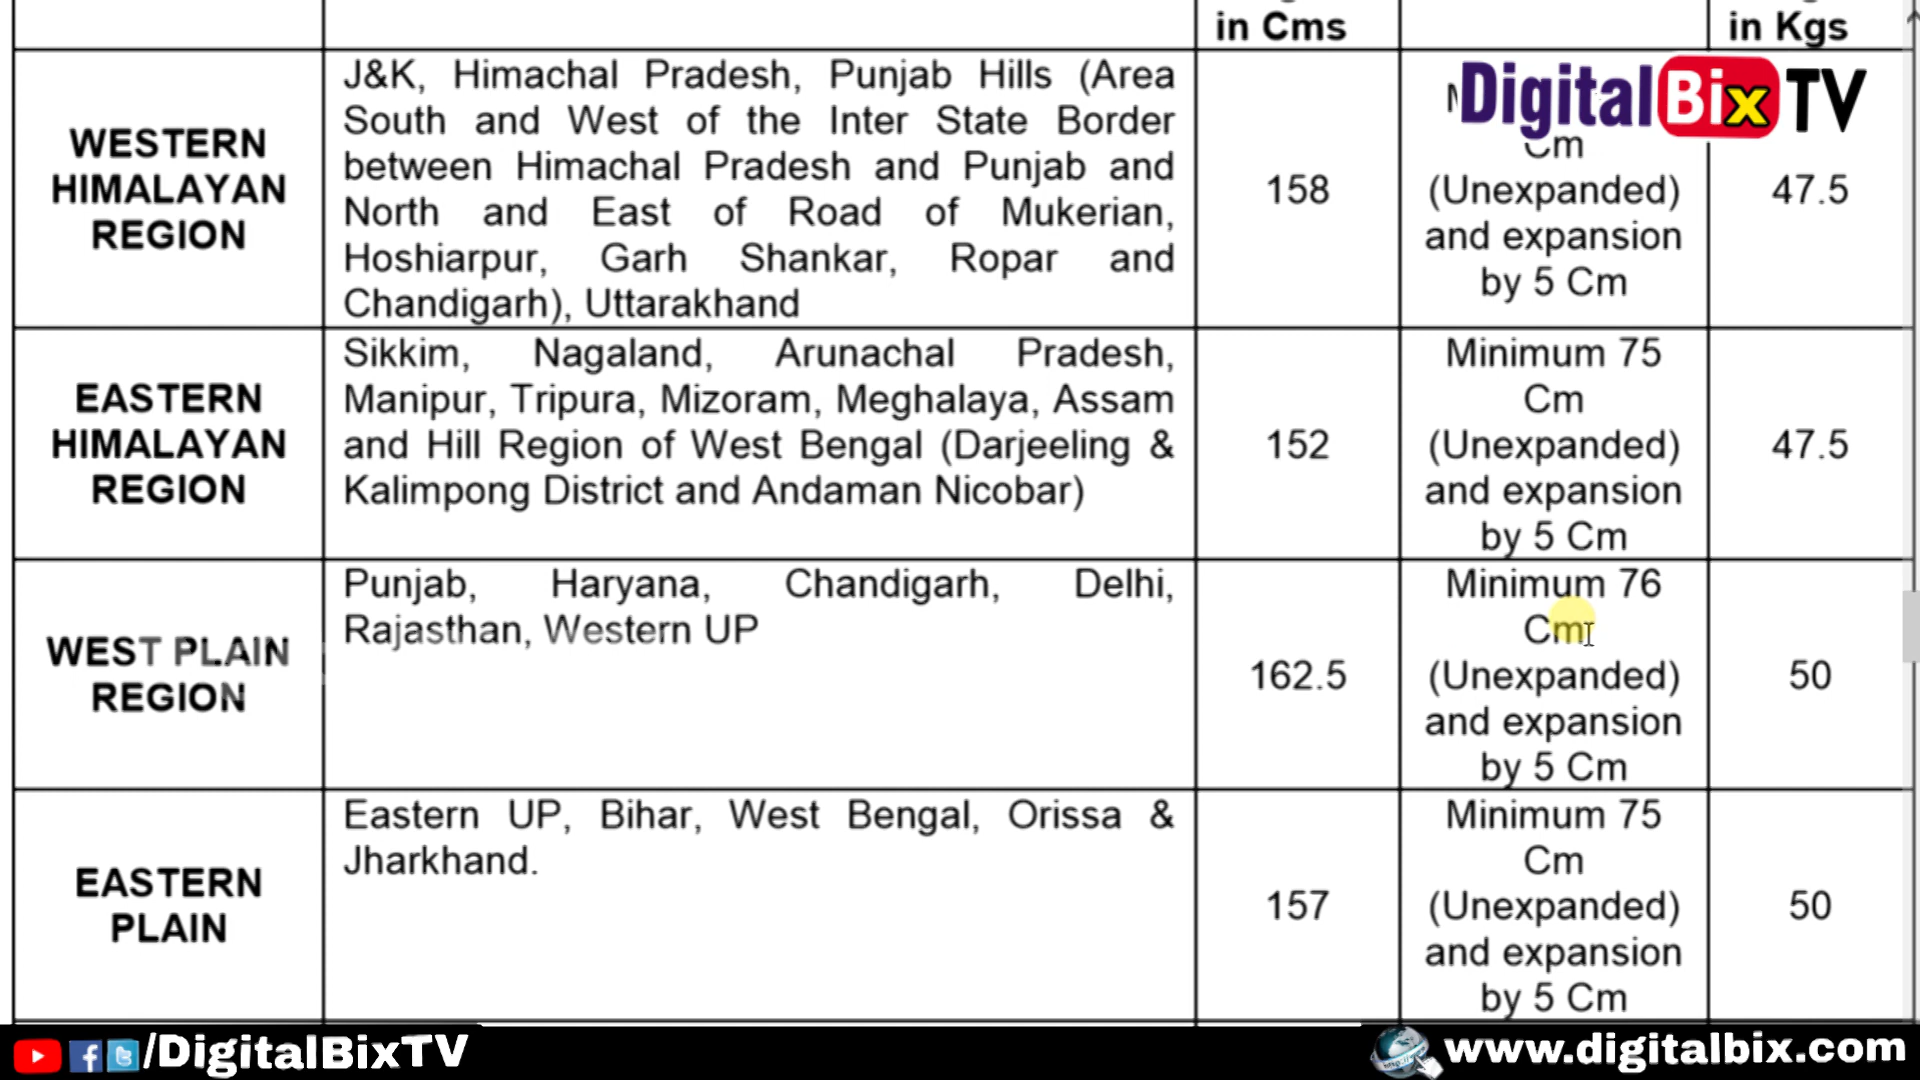 in Cms
in Kgs
WESTERN
HIMALAYAN
REGION
J&K, Himachal Pradesh, Punjab Hills (Area
South and West of the Inter State Border
between Himachal Pradesh and Punjab and
North and East of Road of Mukerian,
Hoshiarpur, Garh Shankar, Ropar and
Chandigarh), Uttarakhand
158
Cm
(Unexpanded)
and expansion
by 5 Cm
47.5
DigitalBixTV
EASTERN
HIMALAYAN
REGION
Sikkim, Nagaland, Arunachal Pradesh,
Manipur, Tripura, Mizoram, Meghalaya, Assam
and Hill Region of West Bengal (Darjeeling &
Kalimpong District and Andaman Nicobar)
152
Minimum 75
Cm
(Unexpanded)
and expansion
by 5 Cm
47.5
WEST PLAIN
REGION
Punjab, Haryana, Chandigarh, Delhi,
Rajasthan, Western UP
162.5
Minimum 76
Cm
(Unexpanded)
and expansion
by 5 Cm
50
EASTERN
PLAIN
Eastern UP, Bihar, West Bengal, Orissa &
Jharkhand.
157
Minimum 75
Cm
(Unexpanded)
and expansion
by 5 Cm
50
/DigitalBixTV
www.digitalbix.com